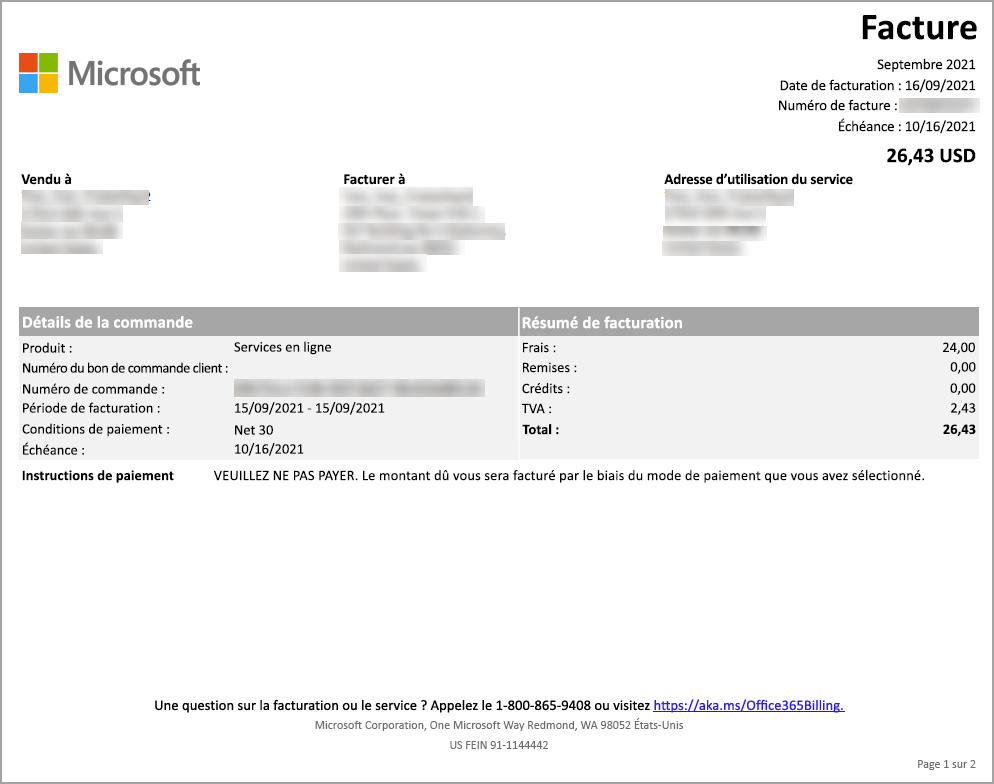 Facture
Microsoft
Septembre 2021
Date de facturation : 16/09/2021
Numéro de facture :
Échéance : 10/16/2021
26,43 USD
Vendu à
Facturer à
Adresse d’utilisation du service
Détails de la commande
Produit : Services en ligne
Numéro du bon de commande client :
Numéro de commande :
Période de facturation : 15/09/2021 - 15/09/2021
Conditions de paiement : Net 30
Échéance : 10/16/2021
Résumé de facturation
Frais : 24,00
Remises : 0,00
Crédits : 0,00
TVA : 2,43
Total : 26,43
Instructions de paiement VEUILLEZ NE PAS PAYER. Le montant dû vous sera facturé par le biais du mode de paiement que vous avez sélectionné.
Une question sur la facturation ou le service ? Appelez le 1-800-865-9408 ou visitez https://aka.ms/Office365Billing.
Microsoft Corporation, One Microsoft Way Redmond, WA 98052 États-Unis
US FEIN 91-1144442
Page 1 sur 2